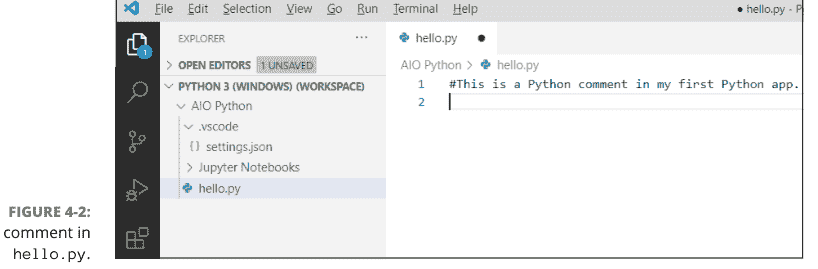 File Edit Selection View Go Run Terminal Help ● hello.py - P
EXPLORER ...
hello.py ●
OPEN EDITORS 1 UNSAVED
AIO Python > hello.py
PYTHON 3 (WINDOWS) (WORKSPACE)
1 #This is a Python comment in my first Python app.
AIO Python
2
.vscode
{} settings.json
Jupyter Notebooks
hello.py
1
FIGURE 4-2:
comment in
hello.py.